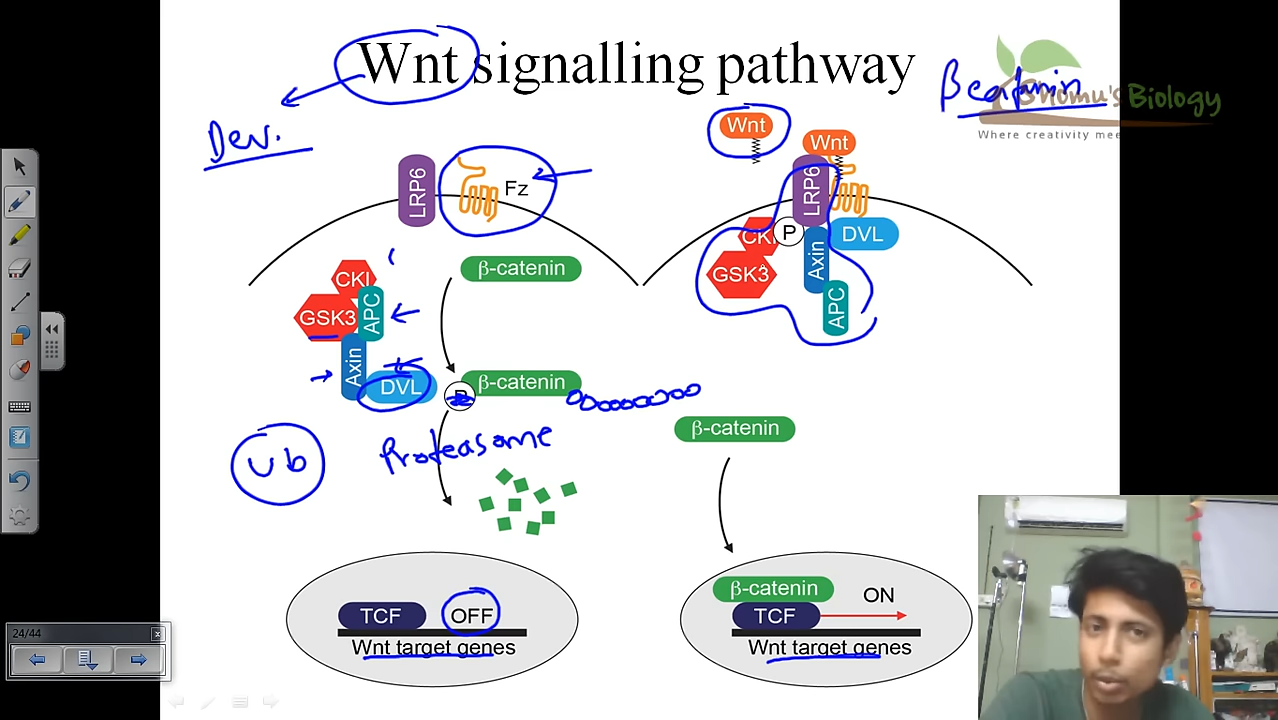 Wnt signalling pathway
β catenin
Shomu's Biology
Where creativity mee
Dev.
Wnt
Wnt
LRP6
Fz
LRP6
CKI
P
DVL
GSK3
Axin
APC
CKI
β-catenin
GSK3
APC
Axin
DVL
β-catenin
β-catenin
Ub
Proteasome
TCF
OFF
Wnt target genes
β-catenin
ON
TCF
Wnt target genes
24/44